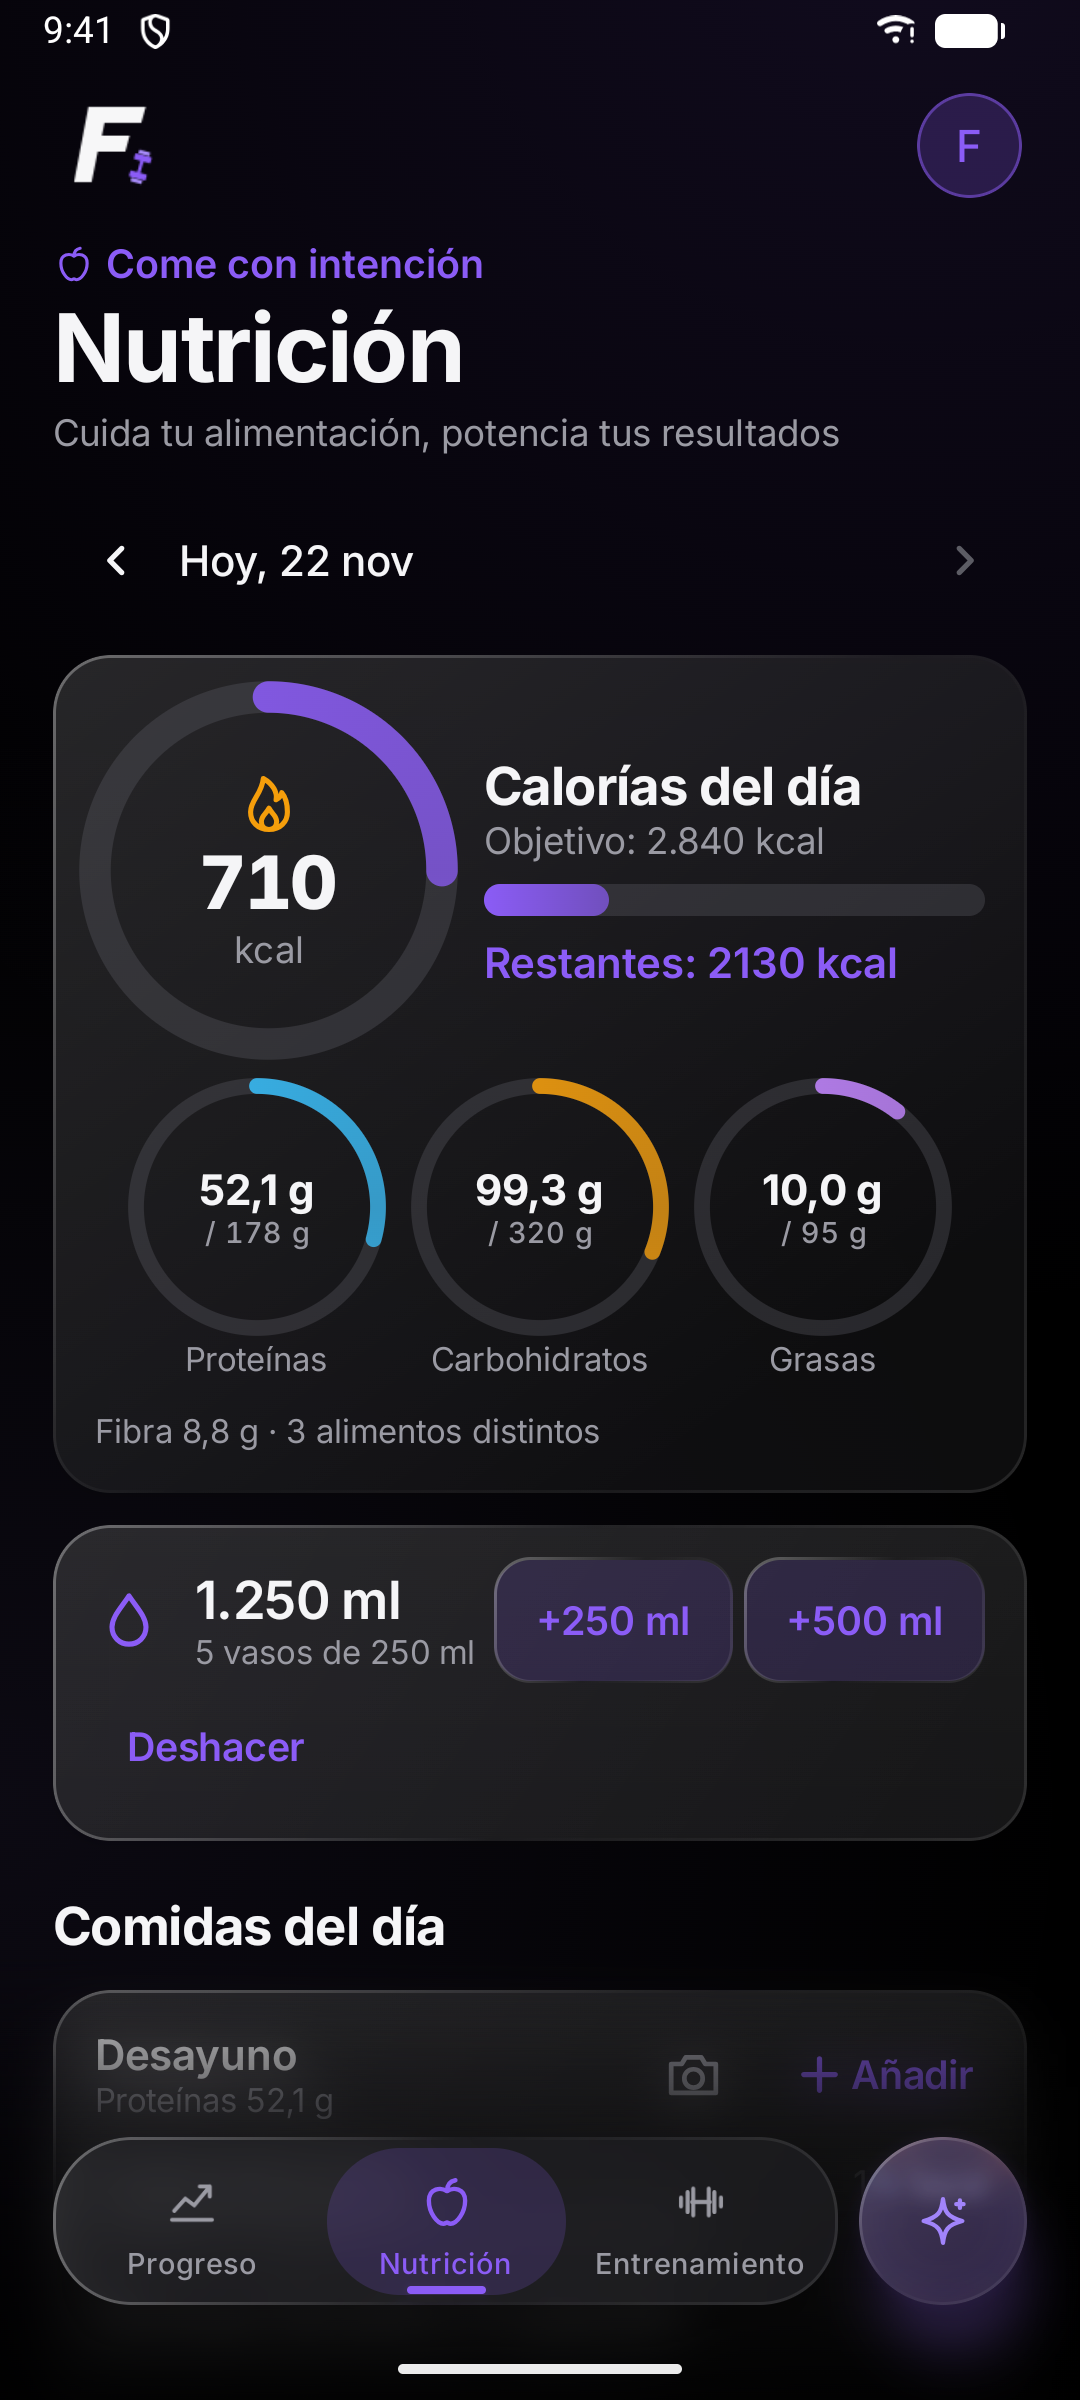 9:41
F
F
Come con intención
Nutrición
Cuida tu alimentación, potencia tus resultados
Hoy, 22 nov
710
kcal
Calorías del día
Objetivo: 2.840 kcal
Restantes: 2130 kcal
52,1 g
/ 178 g
Proteínas
99,3 g
/ 320 g
Carbohidratos
10,0 g
/ 95 g
Grasas
Fibra 8,8 g · 3 alimentos distintos
1.250 ml
5 vasos de 250 ml
+250 ml
+500 ml
Deshacer
Comidas del día
Desayuno
Proteínas 52,1 g
Añadir
Progreso
Nutrición
Entrenamiento